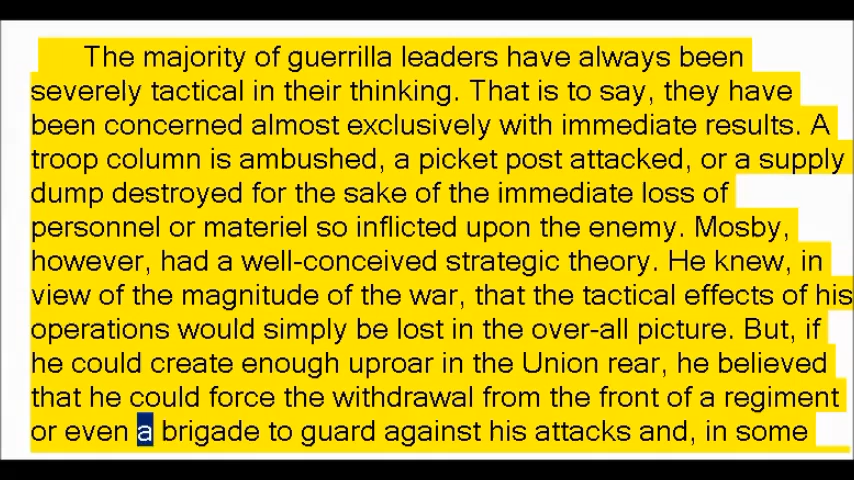 The majority of guerrilla leaders have always been
severely tactical in their thinking. That is to say, they have
been concerned almost exclusively with immediate results. A
troop column is ambushed, a picket post attacked, or a supply
dump destroyed for the sake of the immediate loss of
personnel or materiel so inflicted upon the enemy. Mosby,
however, had a well-conceived strategic theory. He knew, in
view of the magnitude of the war, that the tactical effects of his
operations would simply be lost in the over-all picture. But, if
he could create enough uproar in the Union rear, he believed
that he could force the withdrawal from the front of a regiment
or even a brigade to guard against his attacks and, in some